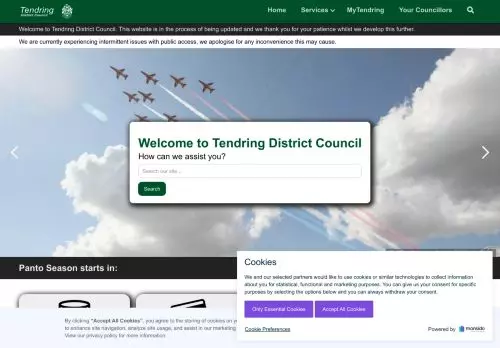 Tendring
District Council
Home
Services
MyTendring
Your Councillors
Welcome to Tendring District Council. This website is in the process of being updated and we thank you for your patience whilst we develop this further.
We are currently experiencing intermittent issues with public access, we apologise for any inconvenience this may cause.
Welcome to Tendring District Council
How can we assist you?
Search our site ...
Search
Panto Season starts in:
Cookies
We and our selected partners would like to use cookies or similar technologies to collect information
about you for statistical, functional and marketing purposes. You can give us your consent for specific
purposes by selecting the options below and you can always withdraw your consent.
Only Essential Cookies
Accept All Cookies
Cookie Preferences
Powered by monsido
By clicking "Accept All Cookies", you agree to the storing of cookies on
to enhance site navigation, analyze site usage, and assist in our marketing
View our privacy policy for more information